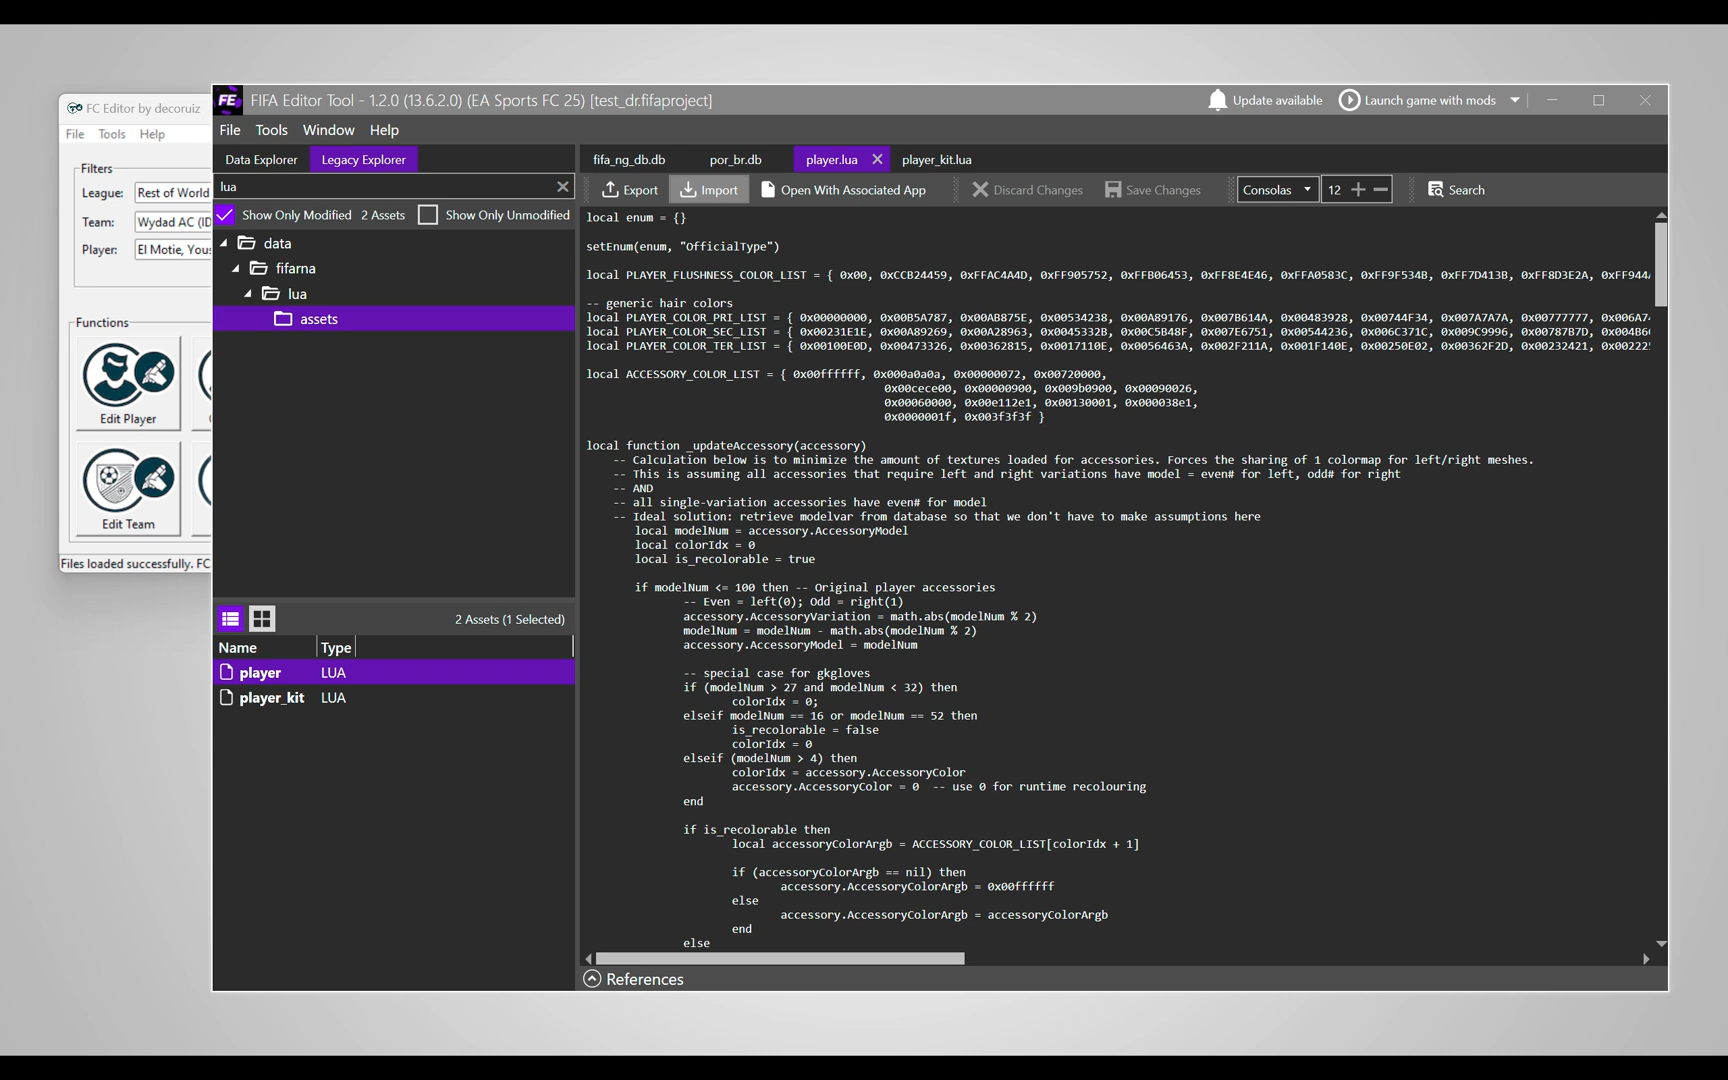 FC Editor by decoruiz
File Tools Help
Filters
League: Rest of World
Team: Wydad AC (ID
Player: El Motie, You
Functions
Edit Player
Edit Team
Files loaded successfully. FC
FE FIFA Editor Tool - 1.2.0 (13.6.2.0) (EA Sports FC 25) [test_dr.fifaproject]
Update available Launch game with mods
File Tools Window Help
Data Explorer Legacy Explorer
lua
Show Only Modified 2 Assets Show Only Unmodified
data
fifarna
lua
assets
2 Assets (1 Selected)
Name Type
player LUA
player_kit LUA
fifa_ng_db.db por_br.db player.lua player_kit.lua
Export Import Open With Associated App Discard Changes Save Changes Consolas 12 Search
local enum = {}
setEnum(enum, "OfficialType")
local PLAYER_FLUSHNESS_COLOR_LIST = { 0x00, 0xCCB24459, 0xFFAC4A4D, 0xFF905752, 0xFFB06453, 0xFF8E4E46, 0xFFA0583C, 0xFF9F534B, 0xFF7D413B, 0xFF8D3E2A, 0xFF944
-- generic hair colors
local PLAYER_COLOR_PRI_LIST = { 0x00000000, 0x00B5A787, 0x00AB875E, 0x00534238, 0x00A89176, 0x007B614A, 0x00483928, 0x00744F34, 0x007A7A7A, 0x00777777, 0x006A7
local PLAYER_COLOR_SEC_LIST = { 0x00231E1E, 0x00A89269, 0x00A28963, 0x0045332B, 0x00C5B48F, 0x007E6751, 0x00544236, 0x006C371C, 0x009C9996, 0x00787B7D, 0x004B6
local PLAYER_COLOR_TER_LIST = { 0x00100E0D, 0x00473326, 0x00362815, 0x0017110E, 0x0056463A, 0x002F211A, 0x001F140E, 0x00250E02, 0x00362F2D, 0x00232421, 0x00222
local ACCESSORY_COLOR_LIST = { 0x00ffffff, 0x000a0a0a, 0x00000072, 0x00720000,
0x00cece00, 0x00000900, 0x009b0900, 0x00090026,
0x00060000, 0x00e112e1, 0x00130001, 0x000038e1,
0x0000001f, 0x003f3f3f }
local function _updateAccessory(accessory)
-- Calculation below is to minimize the amount of textures loaded for accessories. Forces the sharing of 1 colormap for left/right meshes.
-- This is assuming all accessories that require left and right variations have model = even# for left, odd# for right
-- AND
-- all single-variation accessories have even# for model
-- Ideal solution: retrieve modelvar from database so that we don't have to make assumptions here
local modelNum = accessory.AccessoryModel
local colorIdx = 0
local is_recolorable = true
if modelNum <= 100 then -- Original player accessories
-- Even = left(0); Odd = right(1)
accessory.AccessoryVariation = math.abs(modelNum % 2)
modelNum = modelNum - math.abs(modelNum % 2)
accessory.AccessoryModel = modelNum
-- special case for gkgloves
if (modelNum > 27 and modelNum < 32) then
colorIdx = 0;
elseif modelNum == 16 or modelNum == 52 then
is_recolorable = false
colorIdx = 0
elseif (modelNum > 4) then
colorIdx = accessory.AccessoryColor
accessory.AccessoryColor = 0 -- use 0 for runtime recolouring
end
if is_recolorable then
local accessoryColorArgb = ACCESSORY_COLOR_LIST[colorIdx + 1]
if (accessoryColorArgb == nil) then
accessory.AccessoryColorArgb = 0x00ffffff
else
accessory.AccessoryColorArgb = accessoryColorArgb
end
else
References